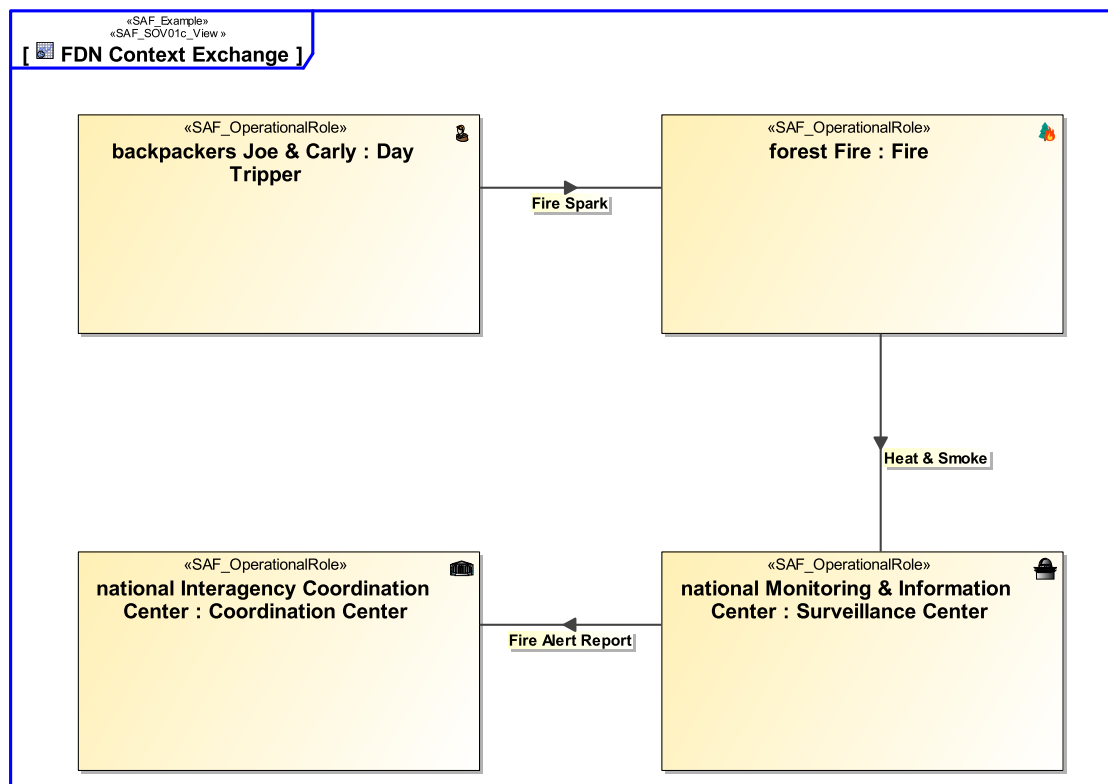 «SAF_Example»
«SAF_SOV01c_View »
[ FDN Context Exchange ]
«SAF_OperationalRole»
backpackers Joe & Carly : Day
Tripper
«SAF_OperationalRole»
forest Fire : Fire
Fire Spark
Heat & Smoke
«SAF_OperationalRole»
national Interagency Coordination
Center : Coordination Center
«SAF_OperationalRole»
national Monitoring & Information
Center : Surveillance Center
Fire Alert Report